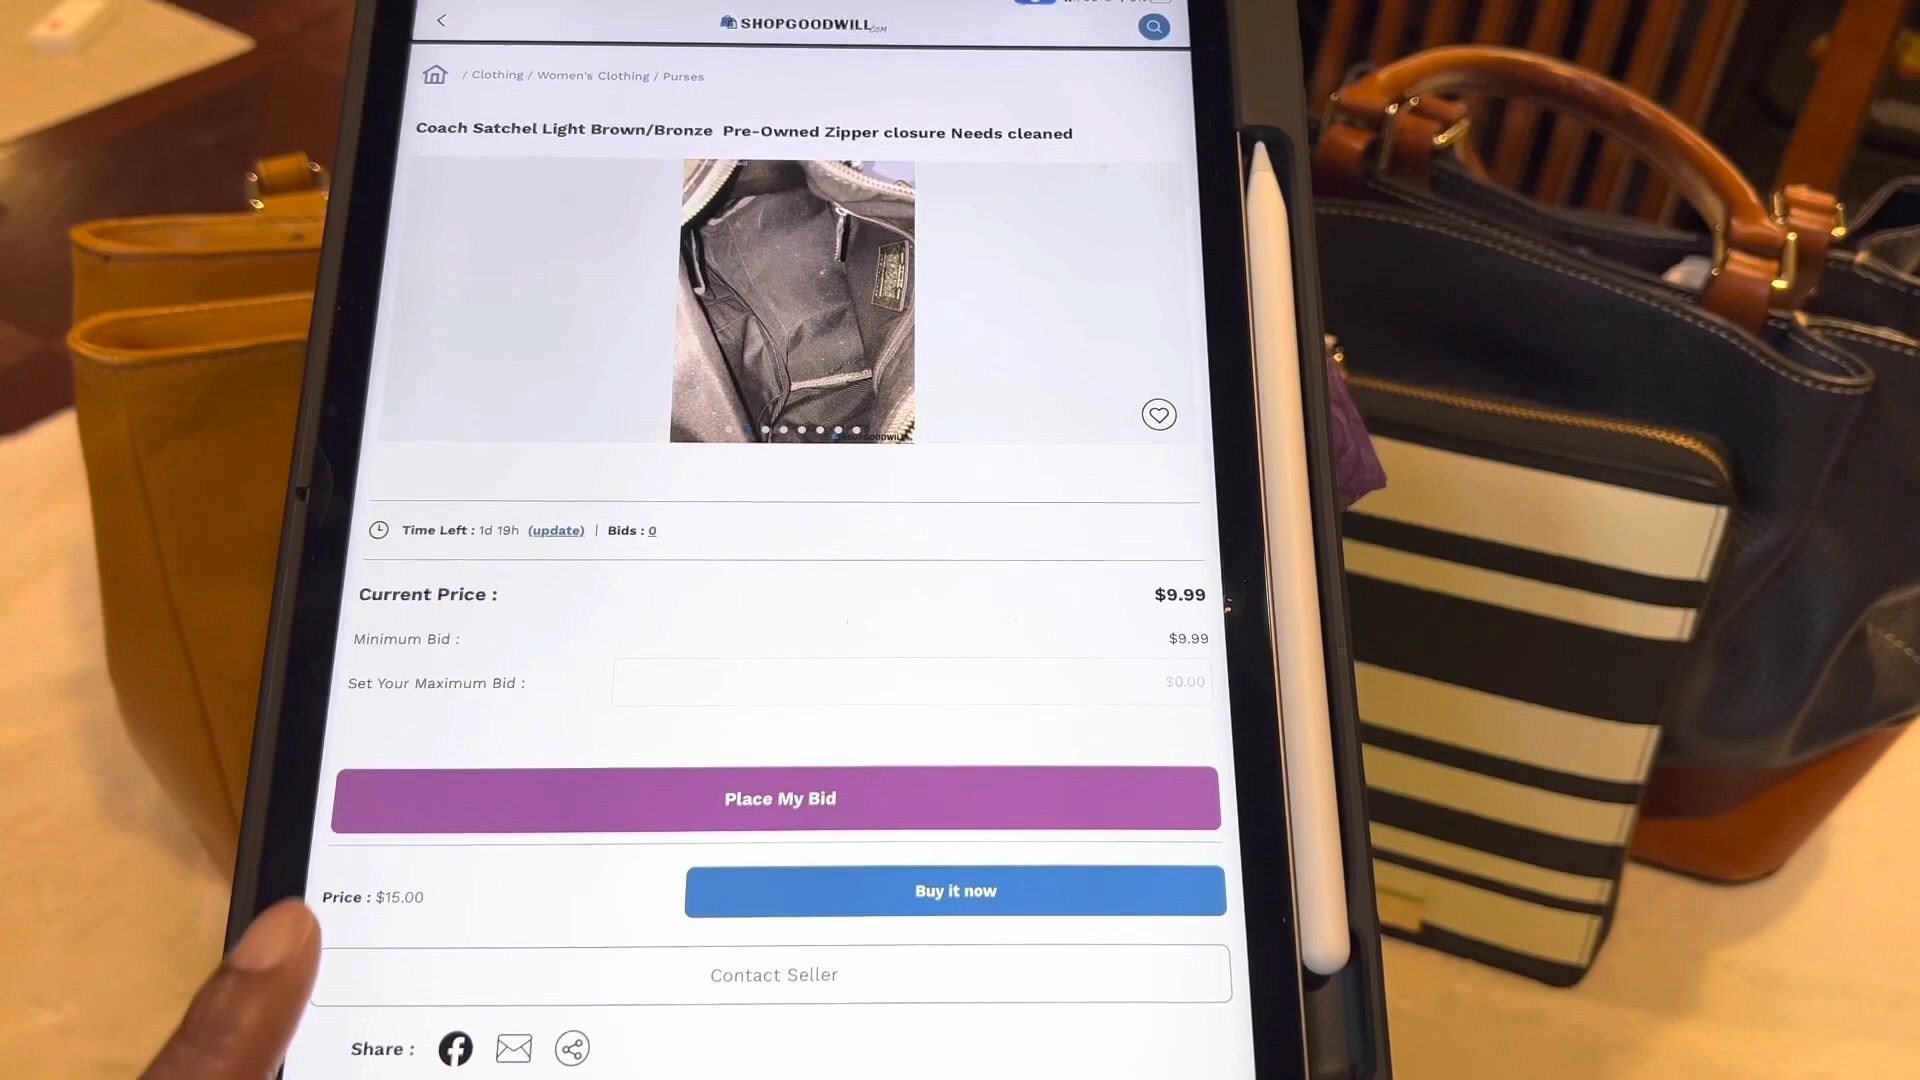 SHOPGOODWILL.COM
/ Clothing / Women's Clothing / Purses
Coach Satchel Light Brown/Bronze Pre-Owned Zipper closure Needs cleaned
SHOPGOODWILL
Time Left : 1d 19h (update) | Bids : 0
Current Price : $9.99
Minimum Bid : $9.99
Set Your Maximum Bid : $0.00
Place My Bid
Price : $15.00 Buy it now
Contact Seller
Share :